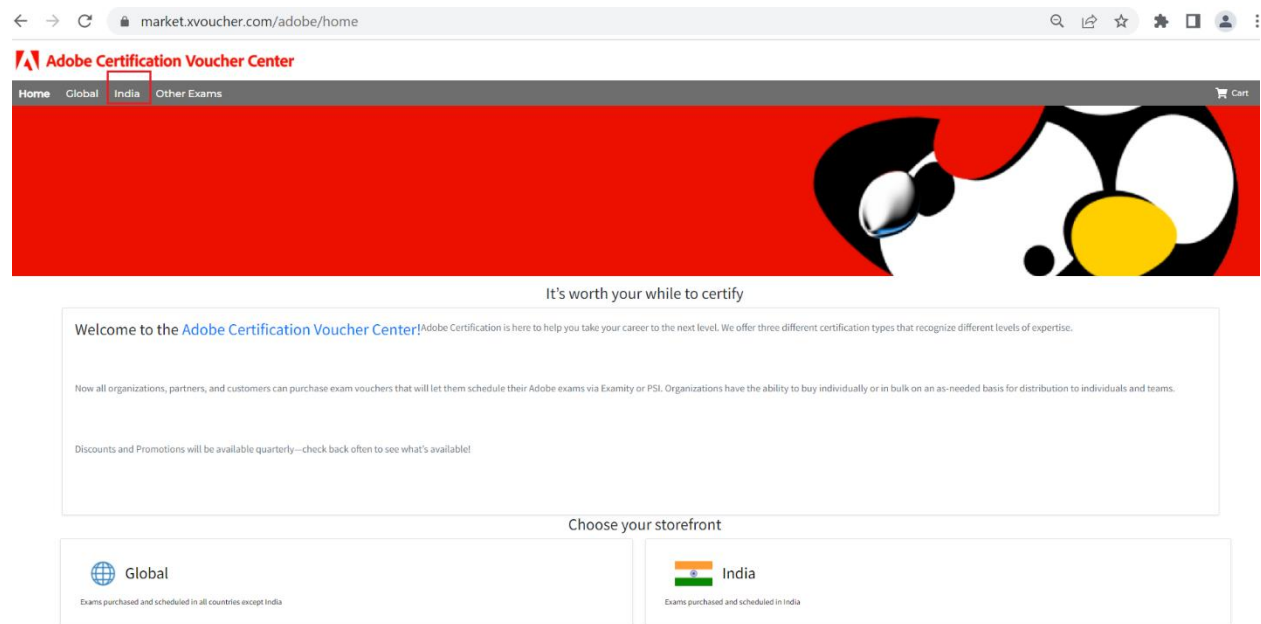 market.xvoucher.com/adobe/home
Adobe Certification Voucher Center
Home Global India Other Exams Cart
It's worth your while to certify
Welcome to the Adobe Certification Voucher Center!Adobe Certification is here to help you take your career to the next level. We offer three different certification types that recognize different levels of expertise.
Now all organizations, partners, and customers can purchase exam vouchers that will let them schedule their Adobe exams via Examity or PSI. Organizations have the ability to buy individually or in bulk on an as-needed basis for distribution to individuals and teams.
Discounts and Promotions will be available quarterly—check back often to see what's available!
Choose your storefront
Global
Exams purchased and scheduled in all countries except India
India
Exams purchased and scheduled in India